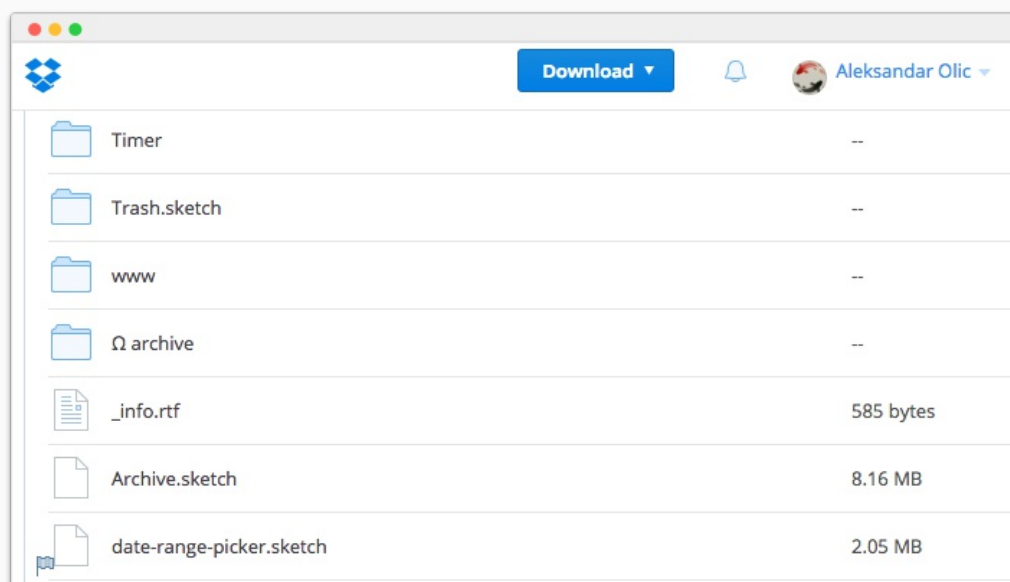 Download ▼ Aleksandar Olic
Timer --
Trash.sketch --
www --
Ω archive --
_info.rtf 585 bytes
Archive.sketch 8.16 MB
date-range-picker.sketch 2.05 MB